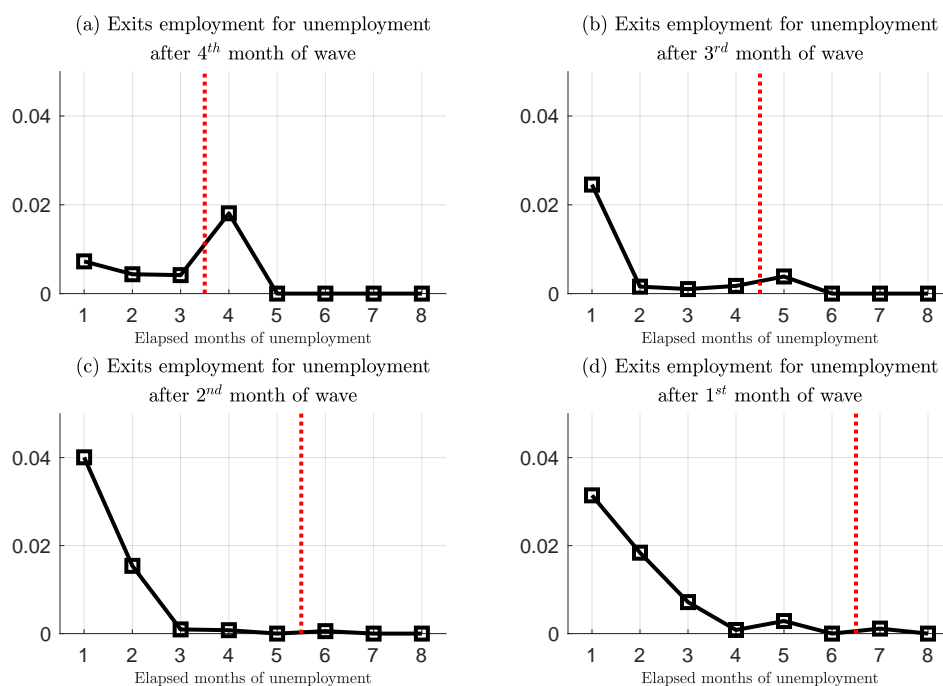 (a) Exits employment for unemployment
after 4th month of wave
0.04
0.02
0
1 2 3 4 5 6 7 8
Elapsed months of unemployment
(b) Exits employment for unemployment
after 3rd month of wave
0.04
0.02
0
1 2 3 4 5 6 7 8
Elapsed months of unemployment
(c) Exits employment for unemployment
after 2nd month of wave
0.04
0.02
0
1 2 3 4 5 6 7 8
Elapsed months of unemployment
(d) Exits employment for unemployment
after 1st month of wave
0.04
0.02
0
1 2 3 4 5 6 7 8
Elapsed months of unemployment